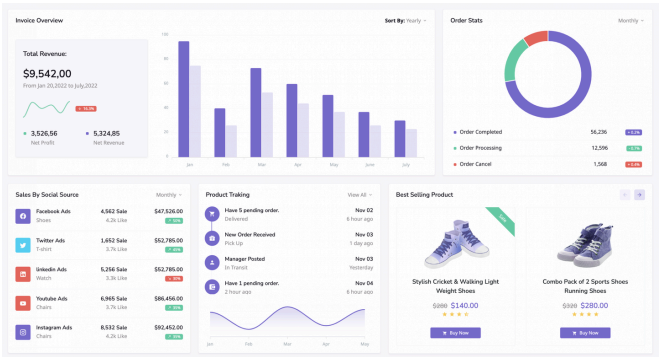 Invoice Overview
Sort By: Yearly
Total Revenue:
$9,542,00
From Jan 20,2022 to July,2022
3,526,56
Net Profit
5,324,85
Net Revenue
100
80
60
40
20
0
Jan
Feb
Mar
Apr
May
June
July
Order Stats
Monthly
Order Completed 56,236
Order Processing 12,596
Order Cancel 1,568
Sales By Social Source
Monthly
Facebook Ads 4,562 Sale $47,526.00
Shoes 4.2k Like
Twitter Ads 1,652 Sale $52,785.00
T-shirt 3.7k Like
Linkedin Ads 5,256 Sale $52,785.00
Watch 3.3k Like
Youtube Ads 6,965 Sale $86,456.00
Chairs 3.7k Like
Instagram Ads 8,532 Sale $92,452.00
Chairs 4.2k Like
Product Traking
View All
Have 5 pending order. Nov 02
Delivered 6 hour ago
New Order Received Nov 03
Pick Up 1 day ago
Manager Posted Nov 03
In Transit Yesterday
Have 1 pending order. Nov 04
2 hour ago 6 hour ago
Jan
Feb
Mar
Apr
May
Best Selling Product
Sale
Stylish Cricket & Walking Light
Weight Shoes
$280 $140.00
Buy Now
Combo Pack of 2 Sports Shoes
Running Shoes
$320 $280.00
Buy Now